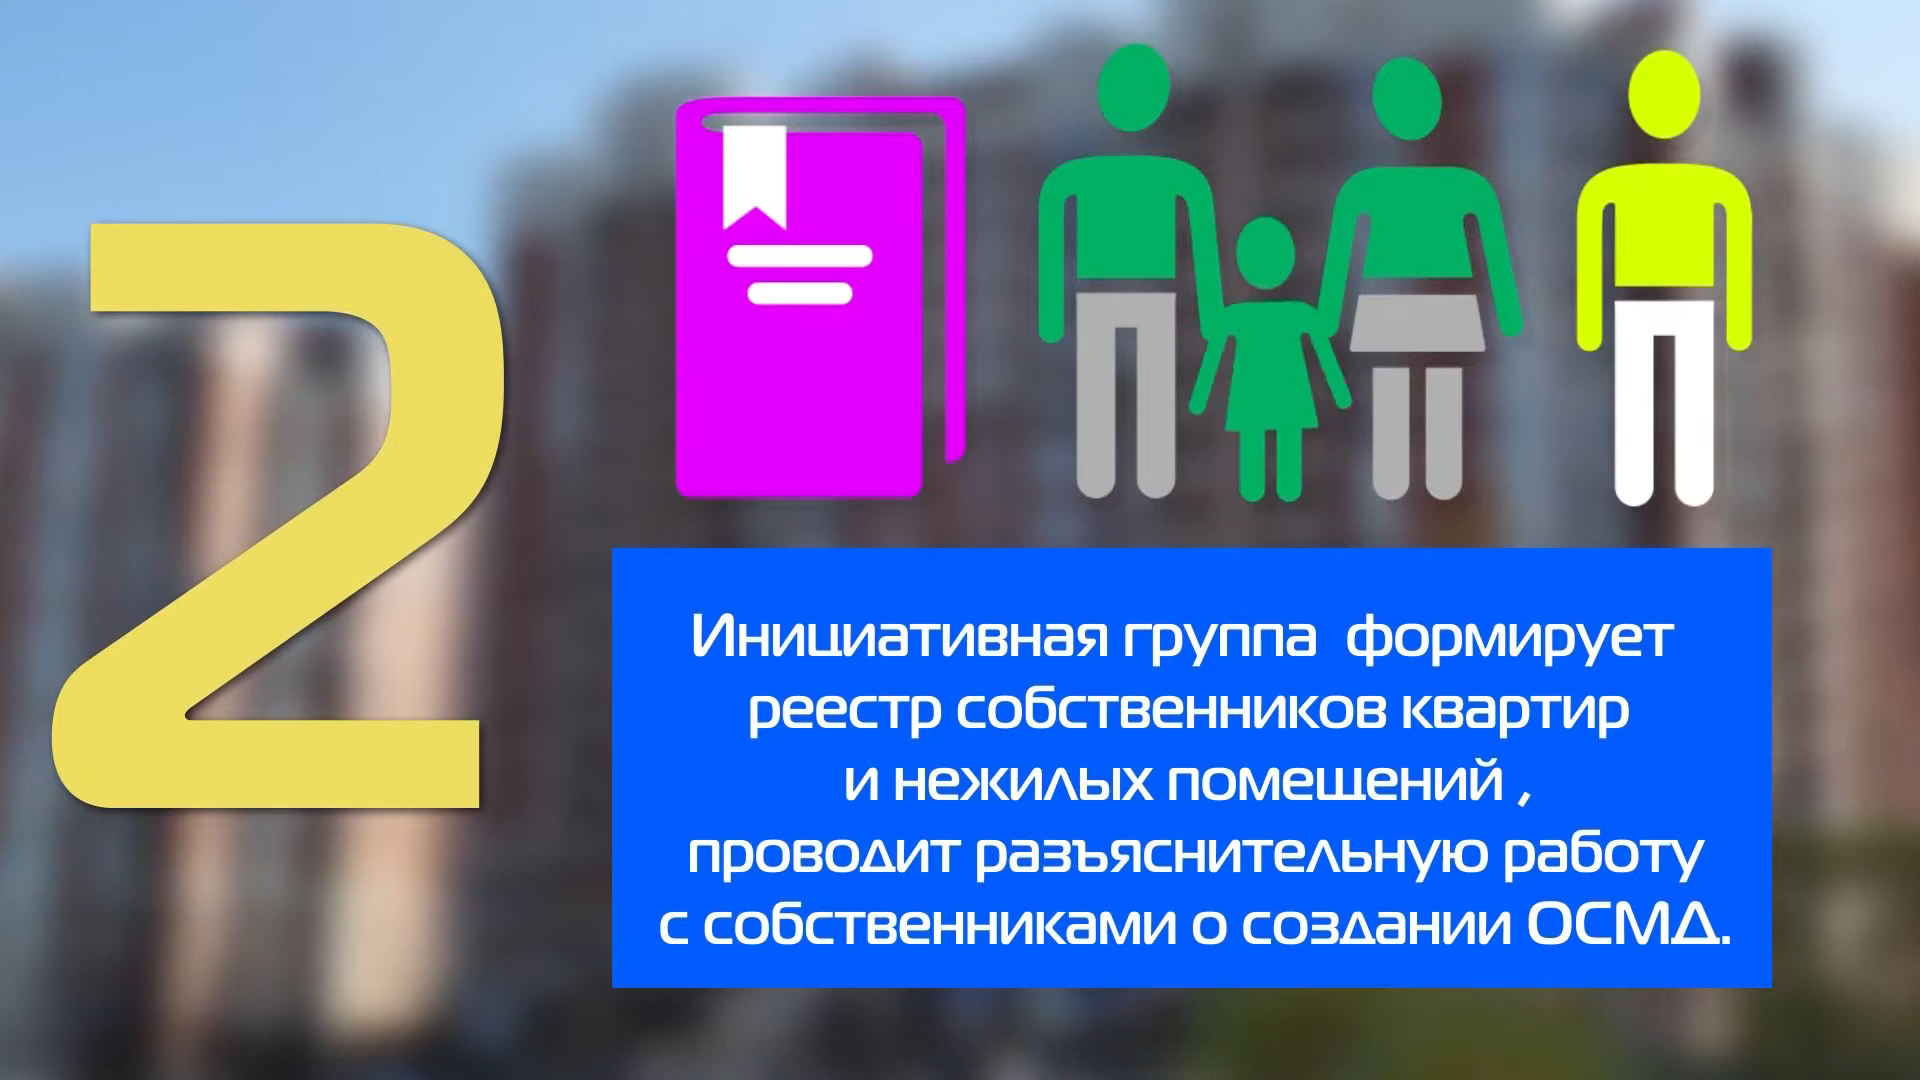 2
Инициативная группа  формирует
реестр собственников квартир
и нежилых помещений ,
проводит разъяснительную работу
с собственниками о создании ОСМД.